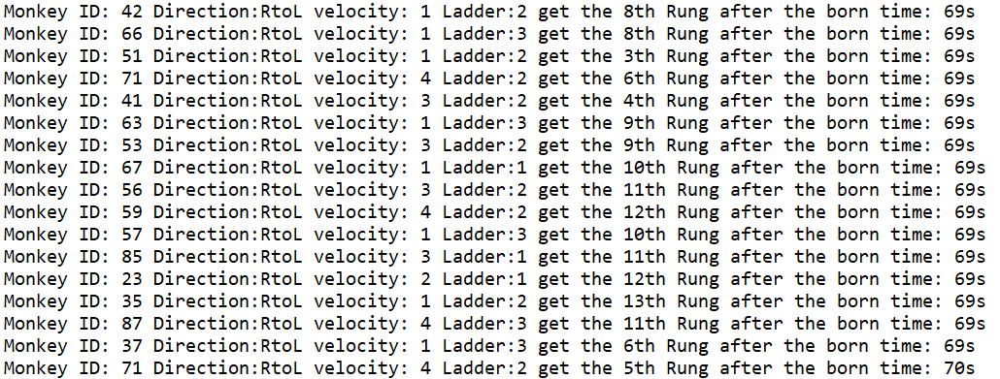 Monkey ID: 42 Direction:RtoL velocity: 1 Ladder:2 get the 8th Rung after the born time: 69s
Monkey ID: 66 Direction:RtoL velocity: 1 Ladder:3 get the 8th Rung after the born time: 69s
Monkey ID: 51 Direction:RtoL velocity: 1 Ladder:2 get the 3th Rung after the born time: 69s
Monkey ID: 71 Direction:RtoL velocity: 4 Ladder:2 get the 6th Rung after the born time: 69s
Monkey ID: 41 Direction:RtoL velocity: 3 Ladder:2 get the 4th Rung after the born time: 69s
Monkey ID: 63 Direction:RtoL velocity: 1 Ladder:3 get the 9th Rung after the born time: 69s
Monkey ID: 53 Direction:RtoL velocity: 3 Ladder:2 get the 9th Rung after the born time: 69s
Monkey ID: 67 Direction:RtoL velocity: 1 Ladder:1 get the 10th Rung after the born time: 69s
Monkey ID: 56 Direction:RtoL velocity: 3 Ladder:2 get the 11th Rung after the born time: 69s
Monkey ID: 59 Direction:RtoL velocity: 4 Ladder:2 get the 12th Rung after the born time: 69s
Monkey ID: 57 Direction:RtoL velocity: 1 Ladder:3 get the 10th Rung after the born time: 69s
Monkey ID: 85 Direction:RtoL velocity: 3 Ladder:1 get the 11th Rung after the born time: 69s
Monkey ID: 23 Direction:RtoL velocity: 2 Ladder:1 get the 12th Rung after the born time: 69s
Monkey ID: 35 Direction:RtoL velocity: 1 Ladder:2 get the 13th Rung after the born time: 69s
Monkey ID: 87 Direction:RtoL velocity: 4 Ladder:3 get the 11th Rung after the born time: 69s
Monkey ID: 37 Direction:RtoL velocity: 1 Ladder:3 get the 6th Rung after the born time: 69s
Monkey ID: 71 Direction:RtoL velocity: 4 Ladder:2 get the 5th Rung after the born time: 70s